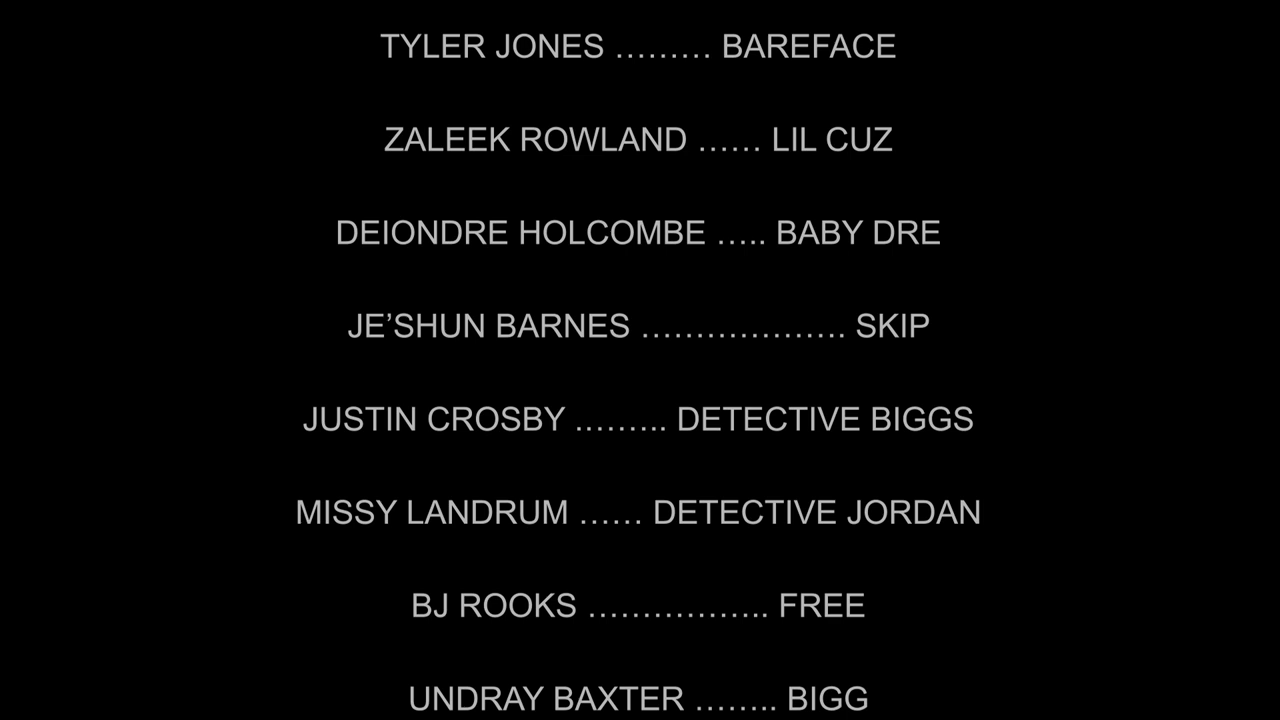 TYLER JONES ……… BAREFACE
ZALEEK ROWLAND …… LIL CUZ
DEIONDRE HOLCOMBE ….. BABY DRE
JE’SHUN BARNES ………………. SKIP
JUSTIN CROSBY ……... DETECTIVE BIGGS
MISSY LANDRUM …… DETECTIVE JORDAN
BJ ROOKS …………….. FREE
UNDRAY BAXTER …….. BIGG